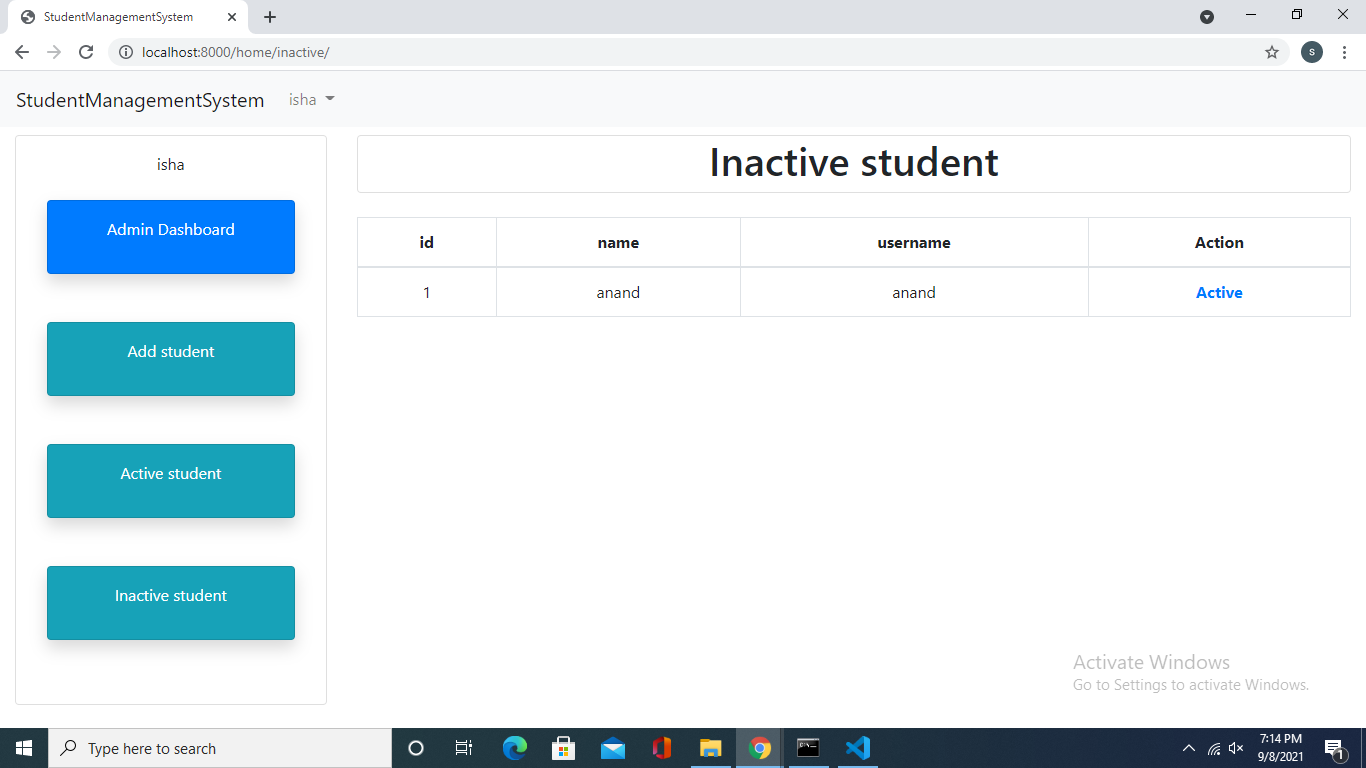 StudentManagementSystem
localhost:8000/home/inactive/
s
StudentManagementSystem isha
isha
Admin Dashboard
Add student
Active student
Inactive student
Inactive student
id name username Action
1 anand anand Active
Activate Windows
Go to Settings to activate Windows.
Type here to search
7:14 PM
9/8/2021
1